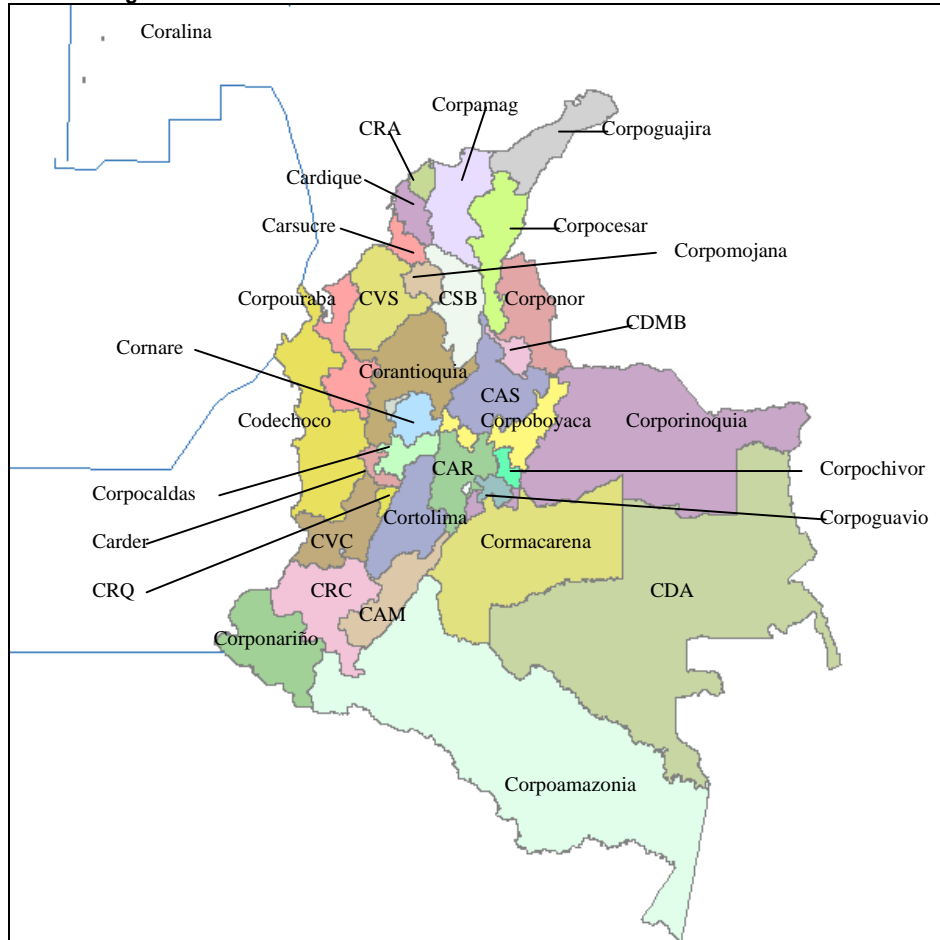 Coralina
Corpamag
CRA
Corpoguajira
Cardique
Carsucre
Corpocesar
Corpomojana
Corpouraba
CVS
CSB
Corponor
CDMB
Cornare
Corantioquia
CAS
Codechoco
Corpoboyaca
Corporinoquia
CAR
Corpochivor
Corpocaldas
Cortolima
Corpoguavio
Carder
CVC
Cormacarena
CRQ
CRC
CDA
CAM
Corponariño
Corpoamazonia